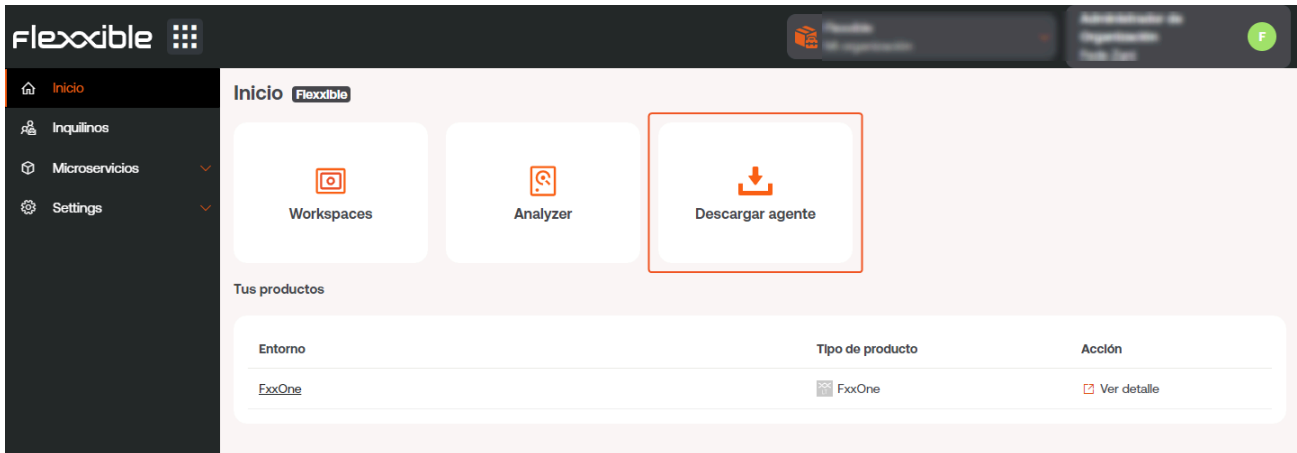 Flexxible
F
Inicio
Inquilinos
Microservicios
Settings
Inicio Flexxible
Workspaces
Analyzer
Descargar agente
Tus productos
Entorno Tipo de producto Acción
FxxOne FxxOne Ver detalle